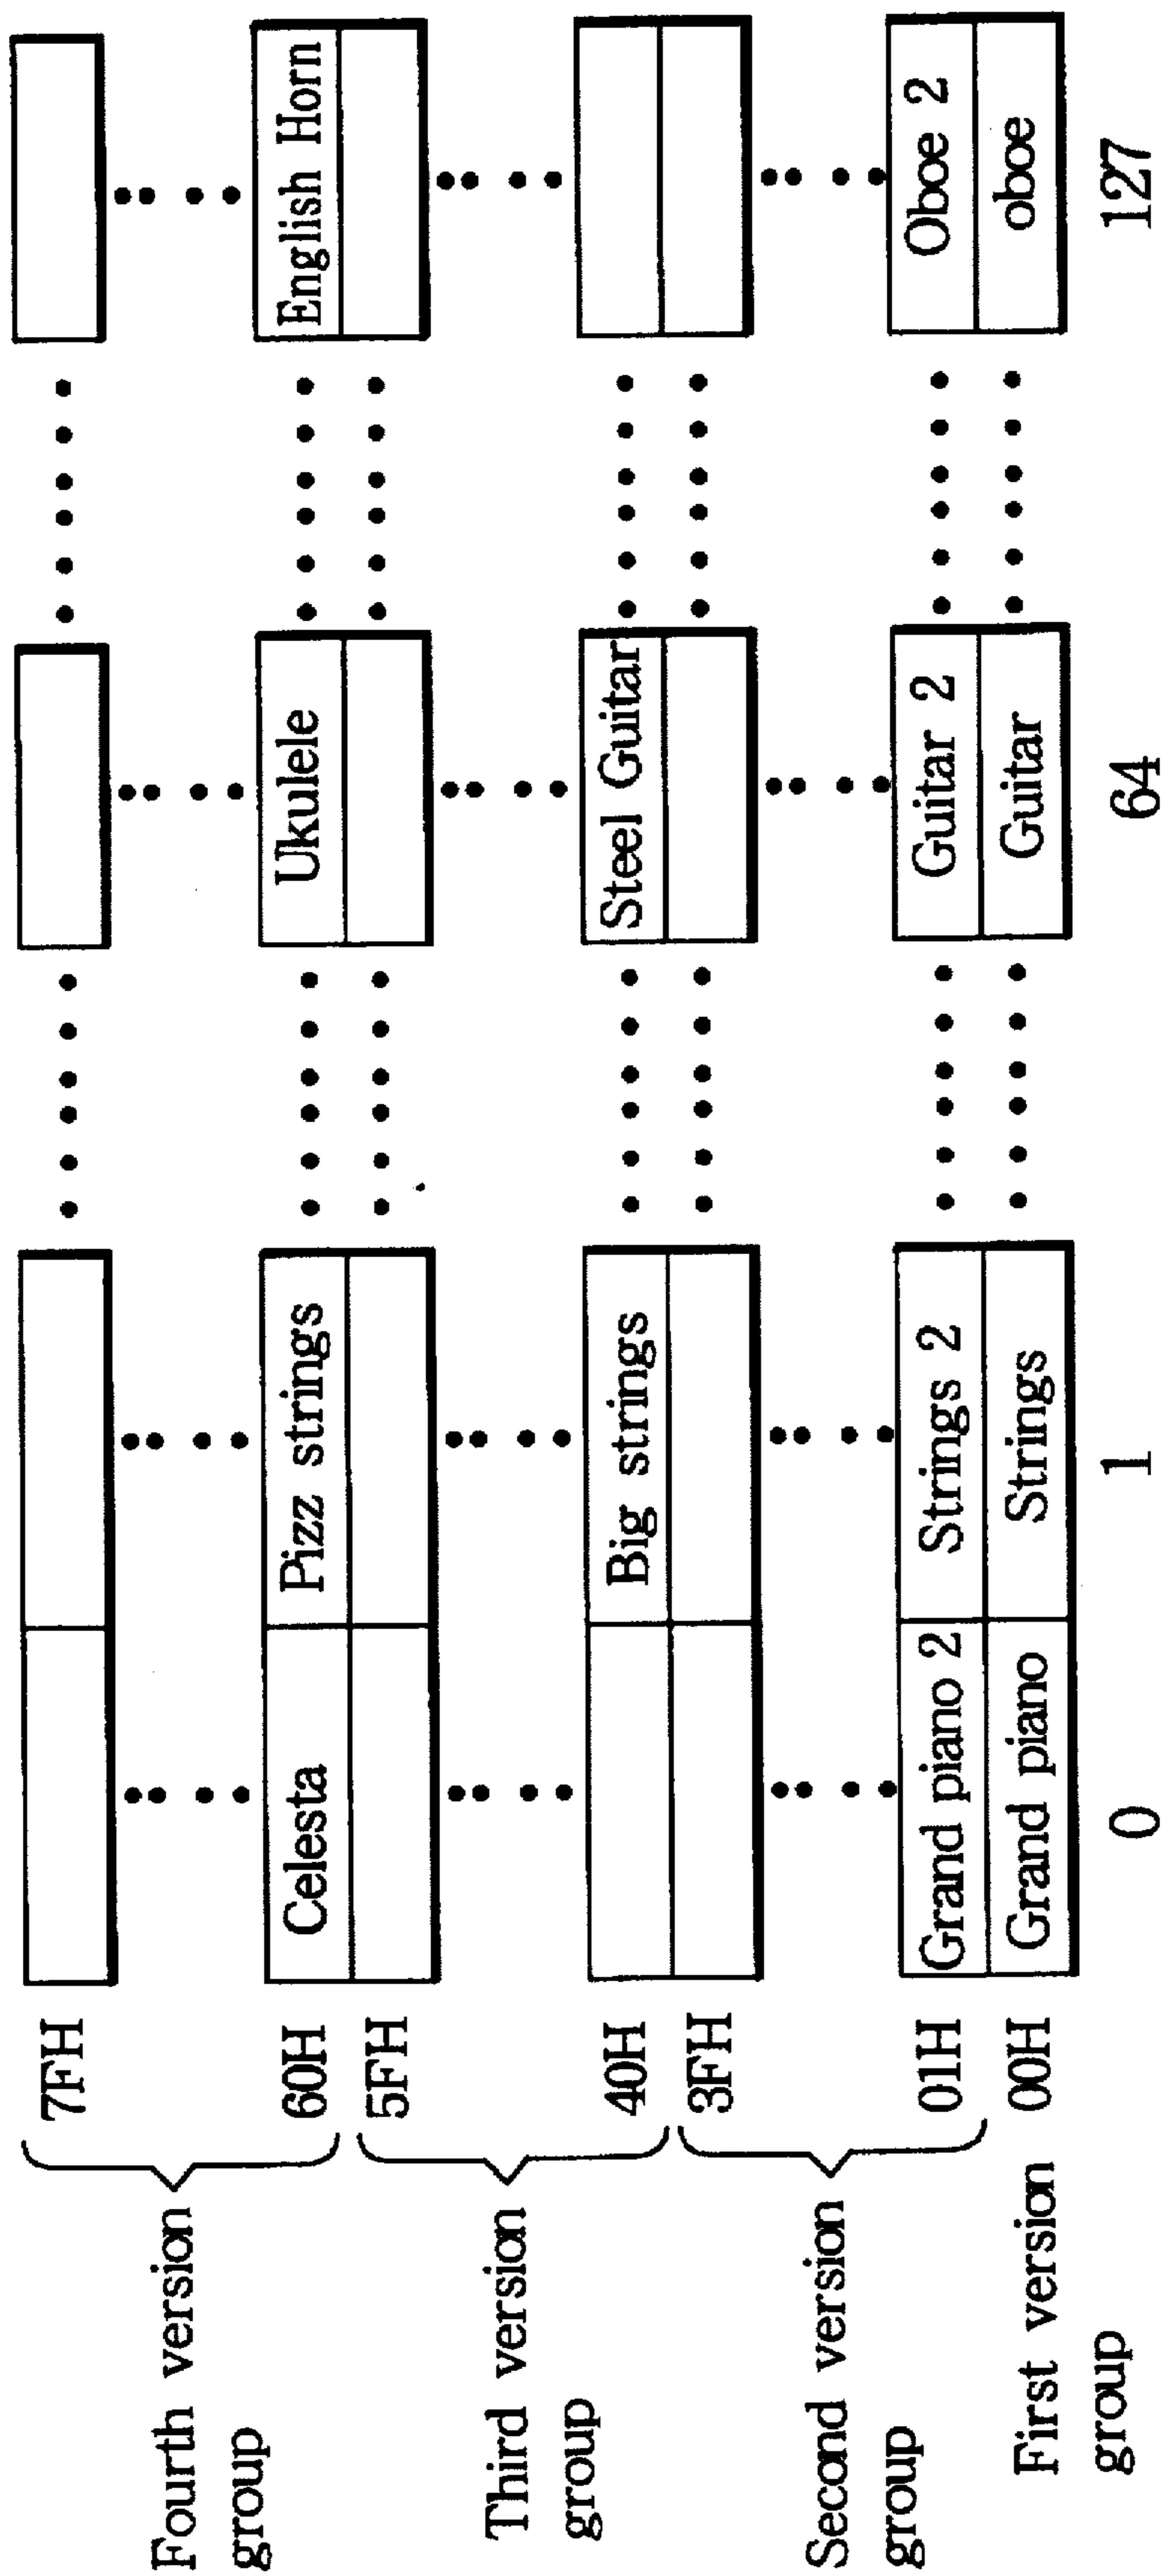 7FH
Fourth version
group
60H Celesta Pizz strings Ukulele English Horn
5FH
Third version
group
40H Big strings Steel Guitar
3FH
Second version
group
01H Grand piano 2 Strings 2 Guitar 2 Oboe 2
00H Grand piano Strings Guitar oboe
First version
group
0 1 64 127